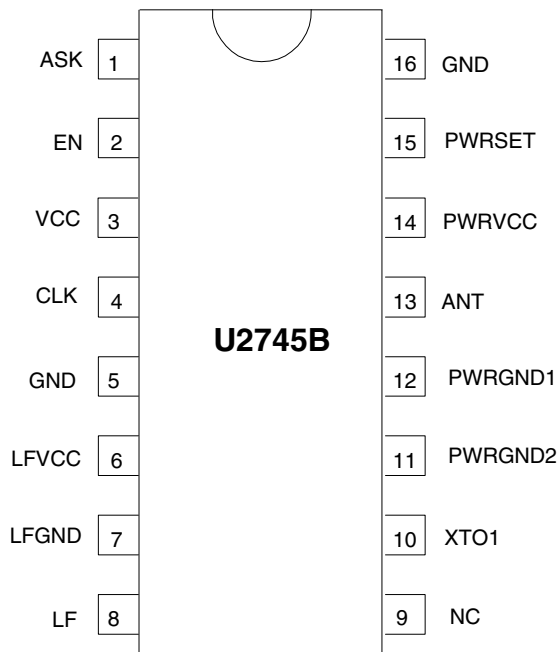 ASK 1 16 GND
EN 2 15 PWRSET
VCC 3 14 PWRVCC
CLK 4 13 ANT
U2745B
GND 5 12 PWRGND1
LFVCC 6 11 PWRGND2
LFGND 7 10 XTO1
LF 8 9 NC